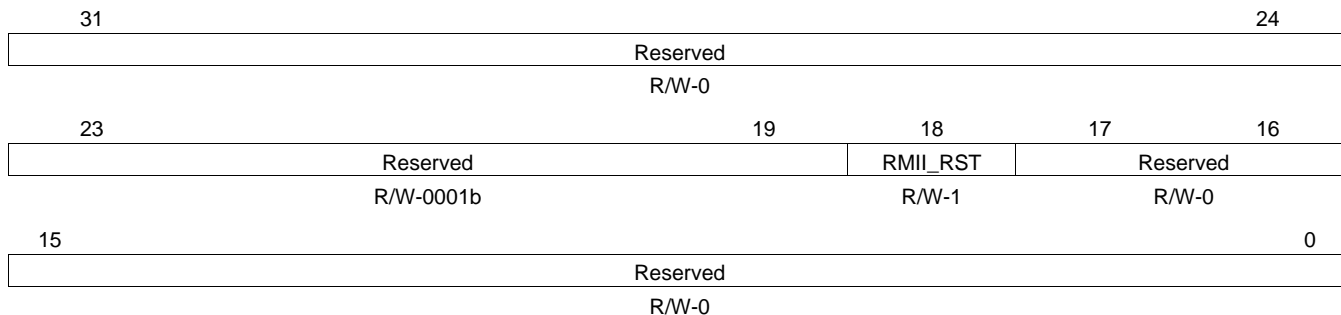 31 24
Reserved
R/W-0
23 19 18 17 16
Reserved RMII_RST Reserved
R/W-0001b R/W-1 R/W-0
15 0
Reserved
R/W-0